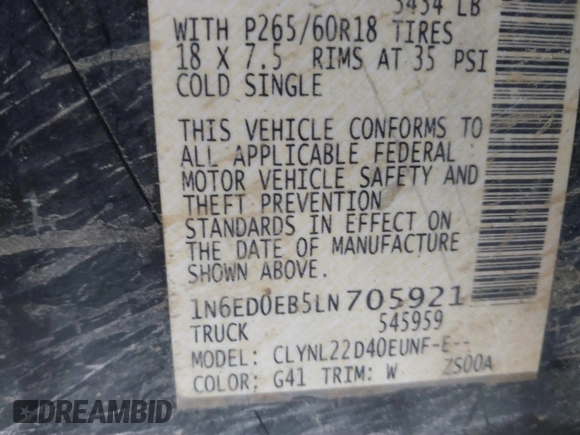 5454 LB
WITH P265/60R18 TIRES
18 X 7.5 RIMS AT 35 PSI
COLD SINGLE
THIS VEHICLE CONFORMS TO
ALL APPLICABLE FEDERAL
MOTOR VEHICLE SAFETY AND
THEFT PREVENTION
STANDARDS IN EFFECT ON
THE DATE OF MANUFACTURE
SHOWN ABOVE.
1N6ED0EB5LN705921
TRUCK 545959
MODEL: CLYNL22D40EUNF-E--
COLOR: G41 TRIM: W ZS00A
DREAMBID